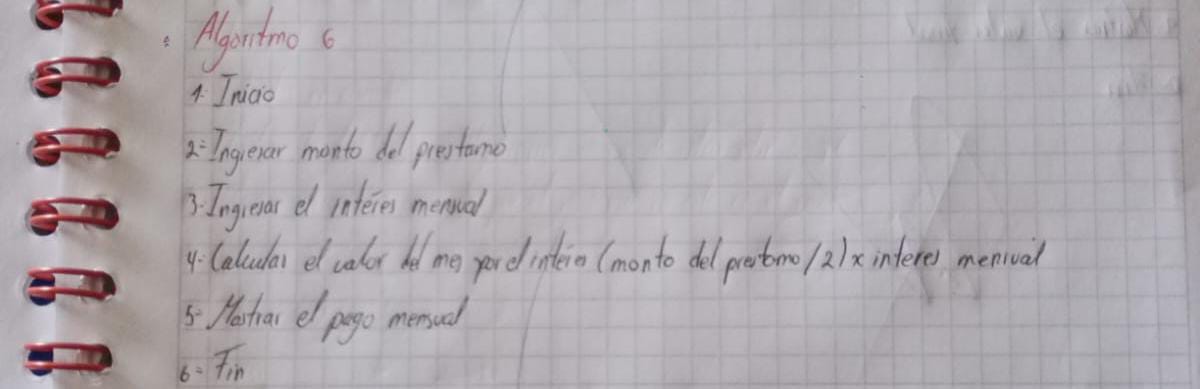 Algoritmo 6
1. Inicio
2- Ingresar monto del prestamo
3. Ingresar el interes mensual
4. Calcular el valor del mes por el interes (monto del prestamo/2) x interes mensual
5- Mostrar el pago mensual
6- Fin